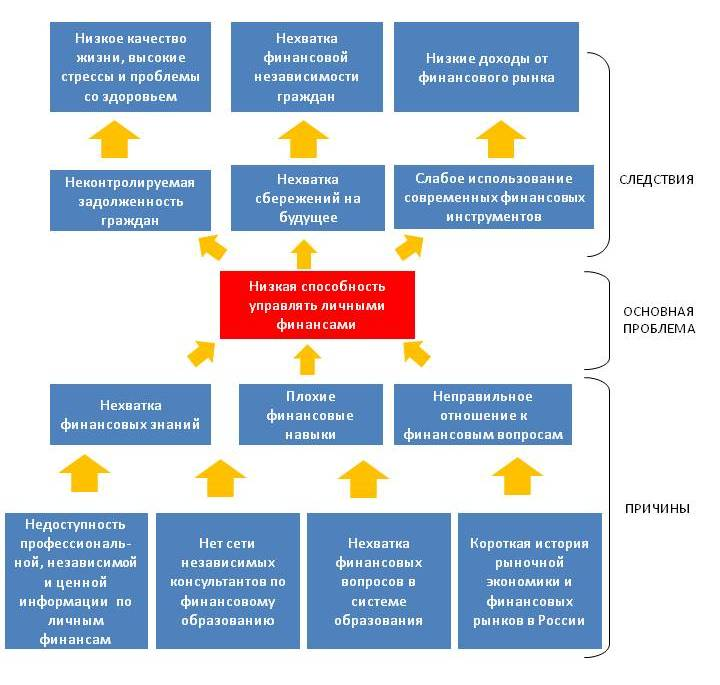 Низкое качество
жизни, высокие
стрессы и проблемы
со здоровьем
Нехватка
финансовой
независимости
граждан
Низкие доходы от
финансового рынка
Неконтролируемая
задолженность
граждан
Нехватка
сбережений на
будущее
Слабое использование
современных финансовых
инструментов
СЛЕДСТВИЯ
Низкая способность
управлять личными
финансами
ОСНОВНАЯ
ПРОБЛЕМА
Нехватка
финансовых знаний
Плохие
финансовые
навыки
Неправильное
отношение к
финансовым вопросам
ПРИЧИНЫ
Недоступность
профессиональ-
ной, независимой
и ценной
информации по
личным
финансам
Нет сети
независимых
консультантов по
финансовому
образованию
Нехватка
финансовых
вопросов в
системе
образования
Короткая история
рыночной
экономики и
финансовых
рынков в России